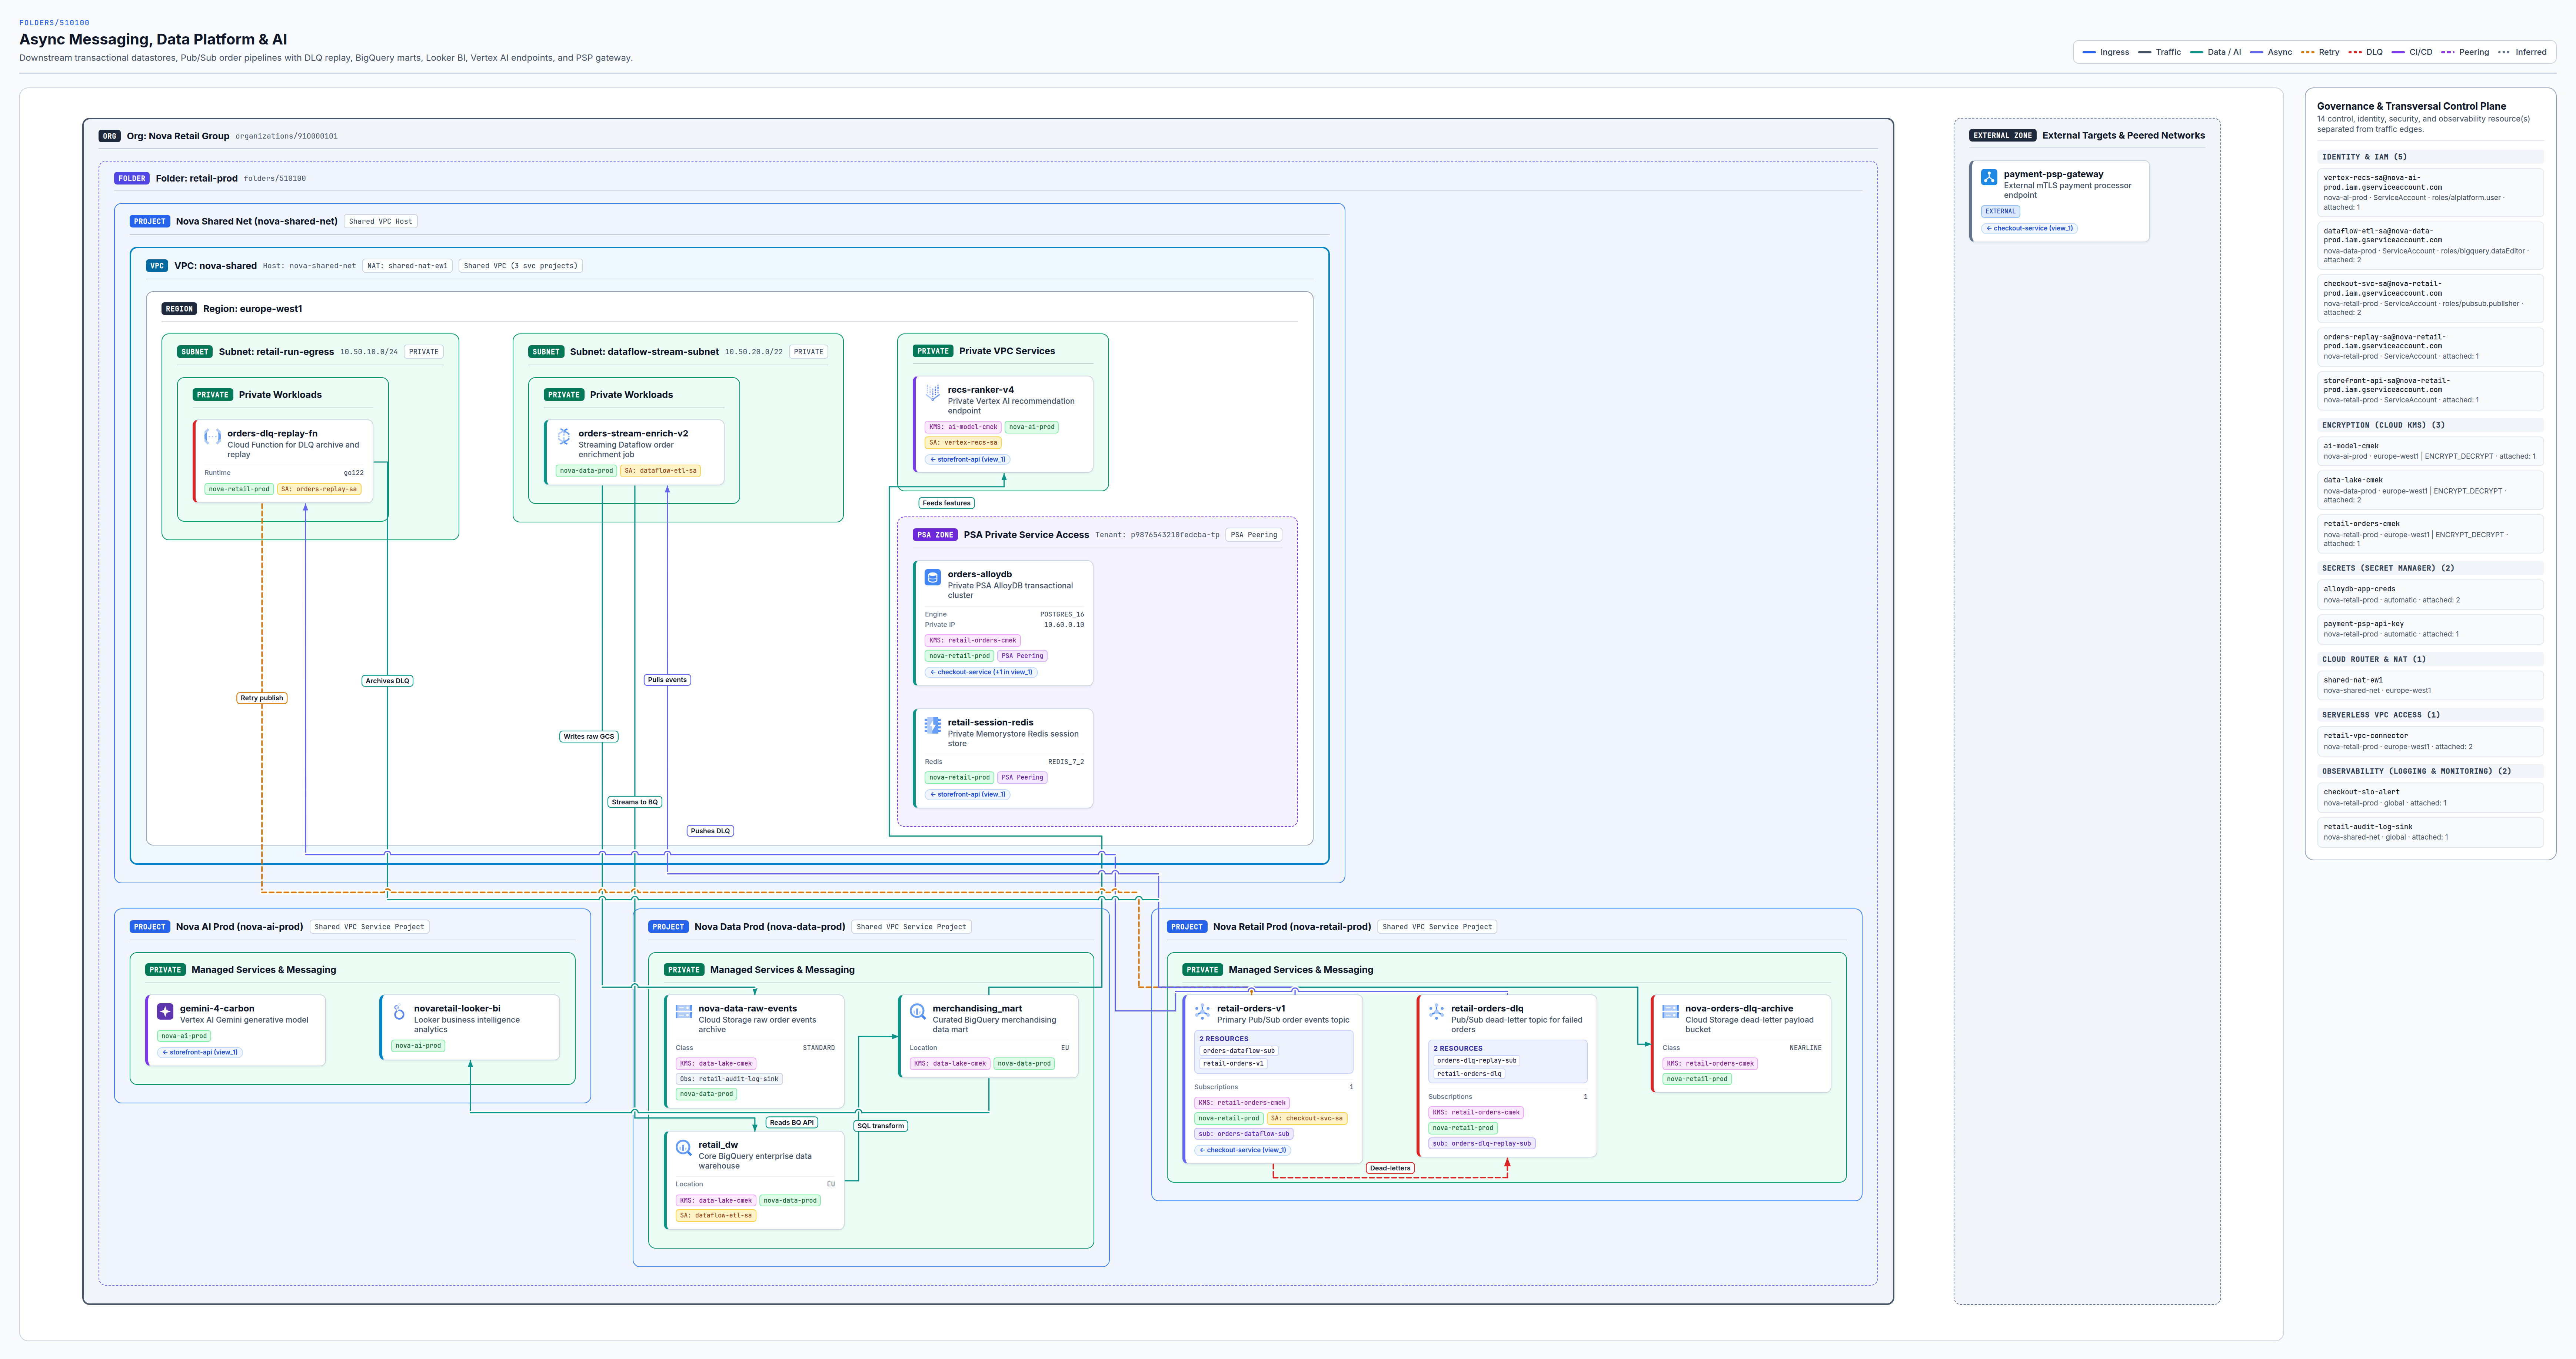 FOLDERS/510100
Async Messaging, Data Platform & AI
Downstream transactional datastores, Pub/Sub order pipelines with DLQ replay, BigQuery marts, Looker BI, Vertex AI endpoints, and PSP gateway.
Ingress Traffic Data / AI Async Retry DLQ CI/CD Peering Inferred
ORG Org: Nova Retail Group organizations/910000101
FOLDER Folder: retail-prod folders/510100
PROJECT Nova Shared Net (nova-shared-net) Shared VPC Host
VPC VPC: nova-shared Host: nova-shared-net NAT: shared-nat-ew1 Shared VPC (3 svc projects)
REGION Region: europe-west1
SUBNET Subnet: retail-run-egress 10.50.10.0/24 PRIVATE
PRIVATE Private Workloads
orders-dlq-replay-fn
Cloud Function for DLQ archive and
replay
Runtime go122
nova-retail-prod SA: orders-replay-sa
SUBNET Subnet: dataflow-stream-subnet 10.50.20.0/22 PRIVATE
PRIVATE Private Workloads
orders-stream-enrich-v2
Streaming Dataflow order
enrichment job
nova-data-prod SA: dataflow-etl-sa
PRIVATE Private VPC Services
recs-ranker-v4
Private Vertex AI recommendation
endpoint
KMS: ai-model-cmek nova-ai-prod
SA: vertex-recs-sa
← storefront-api (view_1)
Feeds features
PSA ZONE PSA Private Service Access Tenant: p9876543210fedcba-tp PSA Peering
orders-alloydb
Private PSA AlloyDB transactional
cluster
Engine POSTGRES_16
Private IP 10.60.0.10
KMS: retail-orders-cmek
nova-retail-prod PSA Peering
← checkout-service (+1 in view_1)
retail-session-redis
Private Memorystore Redis session
store
Redis REDIS_7_2
nova-retail-prod PSA Peering
← storefront-api (view_1)
Retry publish
Archives DLQ
Pulls events
Writes raw GCS
Streams to BQ
Pushes DLQ
PROJECT Nova AI Prod (nova-ai-prod) Shared VPC Service Project
PRIVATE Managed Services & Messaging
gemini-4-carbon
Vertex AI Gemini generative model
nova-ai-prod
← storefront-api (view_1)
novaretail-looker-bi
Looker business intelligence
analytics
nova-ai-prod
PROJECT Nova Data Prod (nova-data-prod) Shared VPC Service Project
PRIVATE Managed Services & Messaging
nova-data-raw-events
Cloud Storage raw order events
archive
Class STANDARD
KMS: data-lake-cmek
Obs: retail-audit-log-sink
nova-data-prod
merchandising_mart
Curated BigQuery merchandising
data mart
Location EU
KMS: data-lake-cmek nova-data-prod
Reads BQ API
SQL transform
retail_dw
Core BigQuery enterprise data
warehouse
Location EU
KMS: data-lake-cmek nova-data-prod
SA: dataflow-etl-sa
PROJECT Nova Retail Prod (nova-retail-prod) Shared VPC Service Project
PRIVATE Managed Services & Messaging
retail-orders-v1
Primary Pub/Sub order events topic
2 RESOURCES
orders-dataflow-sub
retail-orders-v1
Subscriptions 1
KMS: retail-orders-cmek
nova-retail-prod SA: checkout-svc-sa
sub: orders-dataflow-sub
← checkout-service (view_1)
retail-orders-dlq
Pub/Sub dead-letter topic for failed
orders
2 RESOURCES
orders-dlq-replay-sub
retail-orders-dlq
Subscriptions 1
KMS: retail-orders-cmek
nova-retail-prod
sub: orders-dlq-replay-sub
Dead-letters
nova-orders-dlq-archive
Cloud Storage dead-letter payload
bucket
Class NEARLINE
KMS: retail-orders-cmek
nova-retail-prod
EXTERNAL ZONE External Targets & Peered Networks
payment-psp-gateway
External mTLS payment processor
endpoint
EXTERNAL
← checkout-service (view_1)
Governance & Transversal Control Plane
14 control, identity, security, and observability resource(s)
separated from traffic edges.
IDENTITY & IAM (5)
vertex-recs-sa@nova-ai-
prod.iam.gserviceaccount.com
nova-ai-prod · ServiceAccount · roles/aiplatform.user ·
attached: 1
dataflow-etl-sa@nova-data-
prod.iam.gserviceaccount.com
nova-data-prod · ServiceAccount · roles/bigquery.dataEditor ·
attached: 2
checkout-svc-sa@nova-retail-
prod.iam.gserviceaccount.com
nova-retail-prod · ServiceAccount · roles/pubsub.publisher ·
attached: 2
orders-replay-sa@nova-retail-
prod.iam.gserviceaccount.com
nova-retail-prod · ServiceAccount · attached: 1
storefront-api-sa@nova-retail-
prod.iam.gserviceaccount.com
nova-retail-prod · ServiceAccount · attached: 1
ENCRYPTION (CLOUD KMS) (3)
ai-model-cmek
nova-ai-prod · europe-west1 | ENCRYPT_DECRYPT · attached: 1
data-lake-cmek
nova-data-prod · europe-west1 | ENCRYPT_DECRYPT ·
attached: 2
retail-orders-cmek
nova-retail-prod · europe-west1 | ENCRYPT_DECRYPT ·
attached: 1
SECRETS (SECRET MANAGER) (2)
alloydb-app-creds
nova-retail-prod · automatic · attached: 2
payment-psp-api-key
nova-retail-prod · automatic · attached: 1
CLOUD ROUTER & NAT (1)
shared-nat-ew1
nova-shared-net · europe-west1
SERVERLESS VPC ACCESS (1)
retail-vpc-connector
nova-retail-prod · europe-west1 · attached: 2
OBSERVABILITY (LOGGING & MONITORING) (2)
checkout-slo-alert
nova-retail-prod · global · attached: 1
retail-audit-log-sink
nova-shared-net · global · attached: 1